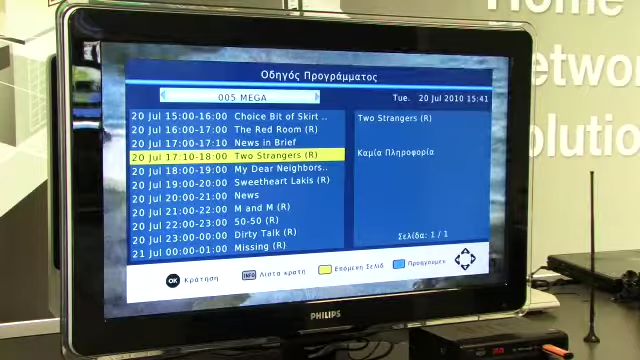 Home
Network
Solution
Οδηγός Προγράμματος
005 MEGA
Tue. 20 Jul 2010 15:41
20 Jul 15:00-16:00 Choice Bit of Skirt ..
20 Jul 16:00-17:00 The Red Room (R)
20 Jul 17:00-17:10 News in Brief
20 Jul 17:10-18:00 Two Strangers (R)
20 Jul 18:00-19:00 My Dear Neighbors..
20 Jul 19:00-20:00 Sweetheart Lakis (R)
20 Jul 20:00-21:00 News
20 Jul 21:00-22:00 M and M (R)
20 Jul 22:00-23:00 50-50 (R)
20 Jul 23:00-00:00 Dirty Talk (R)
21 Jul 00:00-01:00 Missing (R)
Two Strangers (R)
Καμία Πληροφορία
Σελίδα: 1 / 1
OK Κράτηση
INFO Λίστα κρατή
Επόμενη Σελίδ
Προηγούμεν
PHILIPS